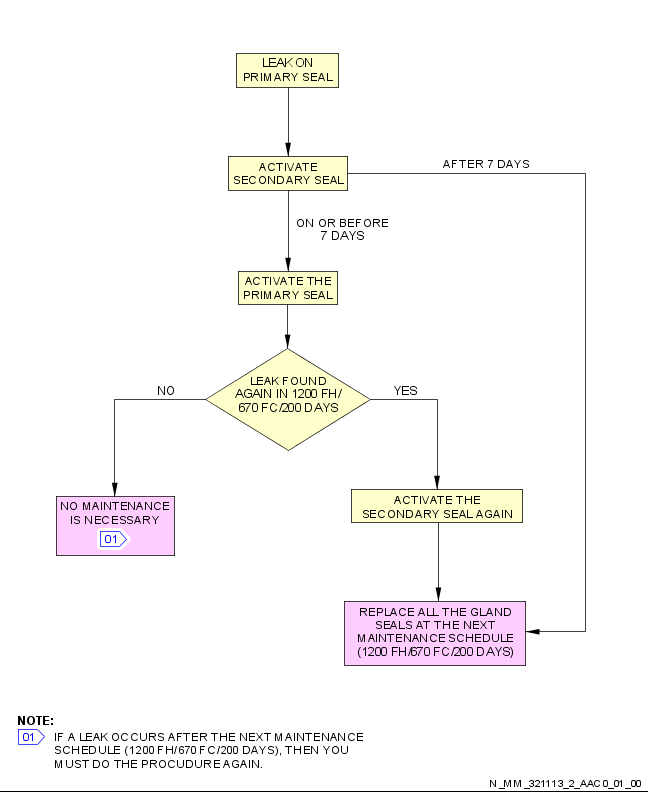 LEAK ON
PRIMARY SEAL
ACTIVATE
SECONDARY SEAL
AFTER 7 DAYS
ON OR BEFORE
7 DAYS
ACTIVATE THE
PRIMARY SEAL
LEAK FOUND
AGAIN IN 1200 FH/
670 FC/200 DAYS
NO
YES
NO MAINTENANCE
IS NECESSARY
01
ACTIVATE THE
SECONDARY SEAL AGAIN
REPLACE ALL THE GLAND
SEALS AT THE NEXT
MAINTENANCE SCHEDULE
(1200 FH/670 FC/200 DAYS)
NOTE:
01 IF A LEAK OCCURS AFTER THE NEXT MAINTENANCE
SCHEDULE (1200 FH/670 FC/200 DAYS), THEN YOU
MUST DO THE PROCUDURE AGAIN.
N_MM_321113_2_AAC0_01_00